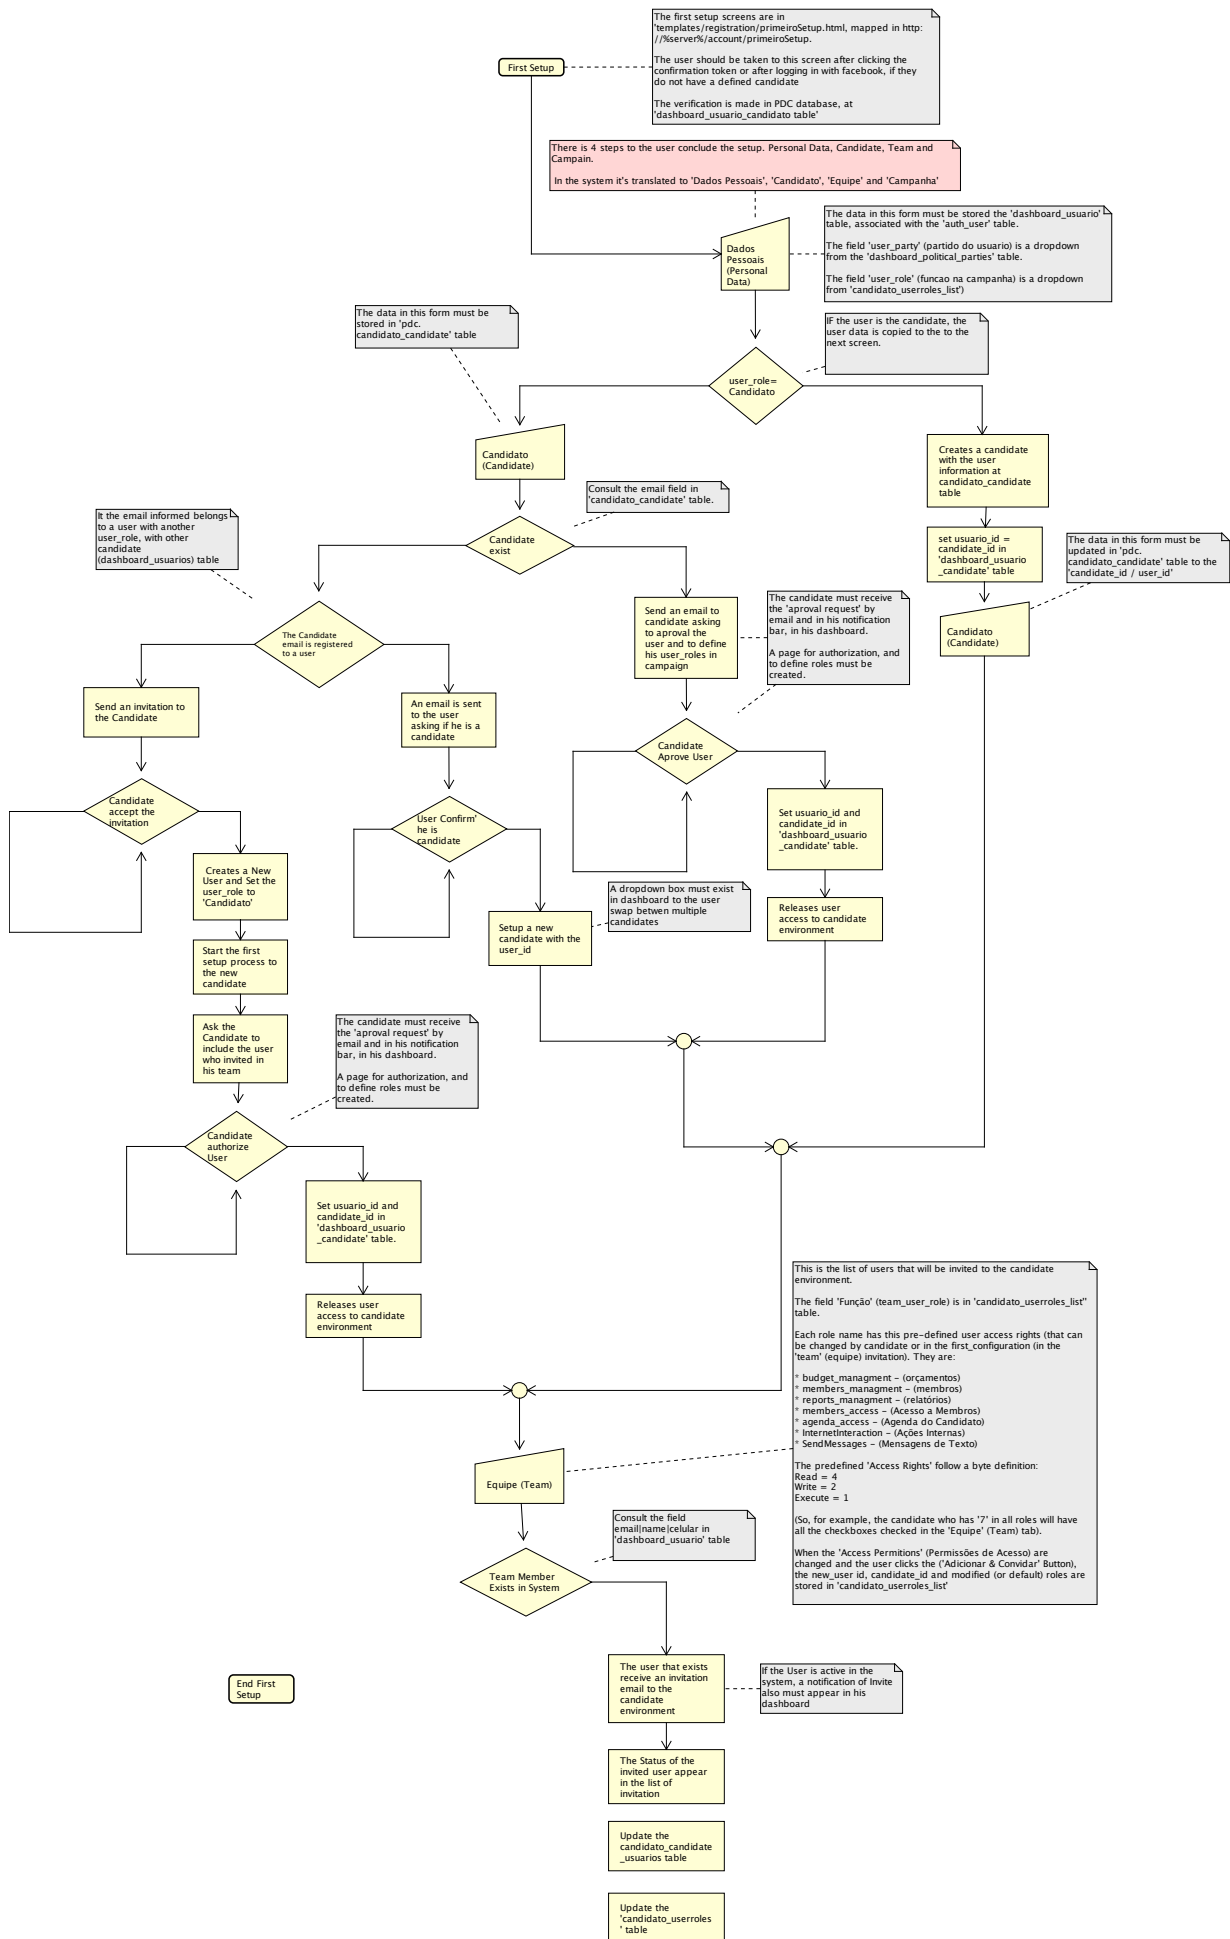 The first setup screens are in
'templates/registration/primeiroSetup.html, mapped in http:
//%server%/account/primeiroSetup.
The user should be taken to this screen after clicking the
confirmation token or after logging in with facebook, if they
do not have a defined candidate
The verification is made in PDC database, at
'dashboard_usuario_candidato table'
First Setup
There is 4 steps to the user conclude the setup. Personal Data, Candidate, Team and
Campain.
In the system it's translated to 'Dados Pessoais', 'Candidato', 'Equipe' and 'Campanha'
Dados
Pessoais
(Personal
Data)
The data in this form must be stored the 'dashboard_usuario'
table, associated with the 'auth_user' table.
The field 'user_party' (partido do usuario) is a dropdown
from the 'dashboard_political_parties' table.
The field 'user_role' (funcao na campanha) is a dropdown
from 'candidato_userroles_list')
The data in this form must be
stored in 'pdc.
candidato_candidate' table
IF the user is the candidate, the
user data is copied to the to the
next screen.
user_role=
Candidato
Candidato
(Candidate)
Creates a candidate
with the user
information at
candidato_candidate
table
Consult the email field in
'candidato_candidate' table.
It the email informed belongs
to a user with another
user_role, with other
candidate
(dashboard_usuarios) table
Candidate
exist
set usuario_id =
candidate_id in
'dashboard_usuario
_candidate' table
The data in this form must be
updated in 'pdc.
candidato_candidate' table to the
'candidate_id / user_id'
The Candidate
email is registered
to a user
Send an email to
candidate asking
to aproval the
user and to define
his user_roles in
campaign
The candidate must receive
the 'aproval request' by
email and in his notification
bar, in his dashboard.
A page for authorization, and
to define roles must be
created.
Candidato
(Candidate)
Send an invitation to
the Candidate
An email is sent
to the user
asking if he is a
candidate
Candidate
Aprove User
Candidate
accept the
invitation
User Confirm'
he is
candidate
Set usuario_id and
candidate_id in
'dashboard_usuario
_candidate' table.
Creates a New
User and Set the
user_role to
'Candidato'
A dropdown box must exist
in dashboard to the user
swap betwen multiple
candidates
Setup a new
candidate with the
user_id
Releases user
access to candidate
environment
Start the first
setup process to
the new
candidate
Ask the
Candidate to
include the user
who invited in
his team
The candidate must receive
the 'aproval request' by
email and in his notification
bar, in his dashboard.
A page for authorization, and
to define roles must be
created.
Candidate
authorize
User
Set usuario_id and
candidate_id in
'dashboard_usuario
_candidate' table.
Releases user
access to candidate
environment
This is the list of users that will be invited to the candidate
environment.
The field 'Função' (team_user_role) is in 'candidato_userroles_list''
table.
Each role name has this pre-defined user access rights (that can
be changed by candidate or in the first_configuration (in the
'team' (equipe) invitation). They are:
* budget_managment - (orçamentos)
* members_managment - (membros)
* reports_managment - (relatórios)
* members_access - (Acesso a Membros)
* agenda_access - (Agenda do Candidato)
* InternetInteraction - (Ações Internas)
* SendMessages - (Mensagens de Texto)
The predefined 'Access Rights' follow a byte definition:
Read = 4
Write = 2
Execute = 1
(So, for example, the candidate who has '7' in all roles will have
all the checkboxes checked in the 'Equipe' (Team) tab).
When the 'Access Permitions' (Permissões de Acesso) are
changed and the user clicks the ('Adicionar & Convidar' Button),
the new_user id, candidate_id and modified (or default) roles are
stored in 'candidato_userroles_list'
Equipe (Team)
Consult the field
email|name|celular in
'dashboard_usuario' table
Team Member
Exists in System
The user that exists
receive an invitation
email to the
candidate
environment
If the User is active in the
system, a notification of Invite
also must appear in his
dashboard
End First
Setup
The Status of the
invited user appear
in the list of
invitation
Update the
candidato_candidate
_usuarios table
Update the
'candidato_userroles
' table